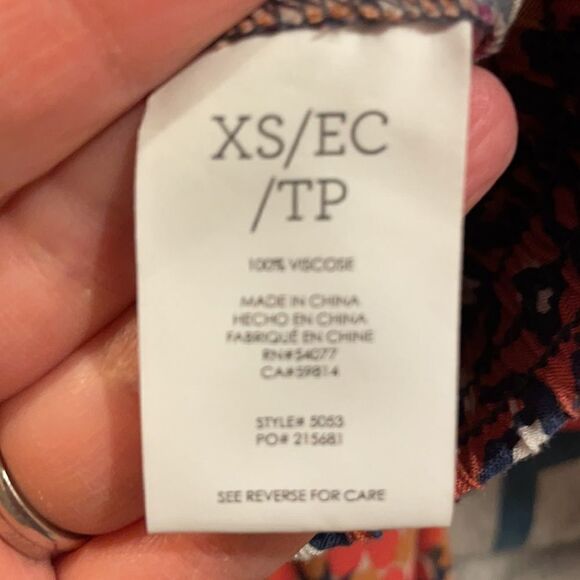 XS/EC
/TP
100% VISCOSE
MADE IN CHINA
HECHO EN CHINA
FABRIQUÉ EN CHINE
RN#54077
CA#59814
STYLE# 5053
PO# 215681
SEE REVERSE FOR CARE